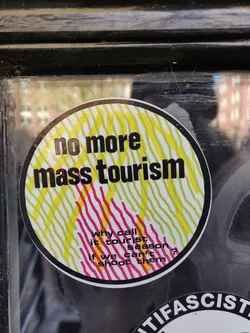 no more
mass tourism
why call
it tourist
season
if we can't
shoot them ?
TIFASCIST